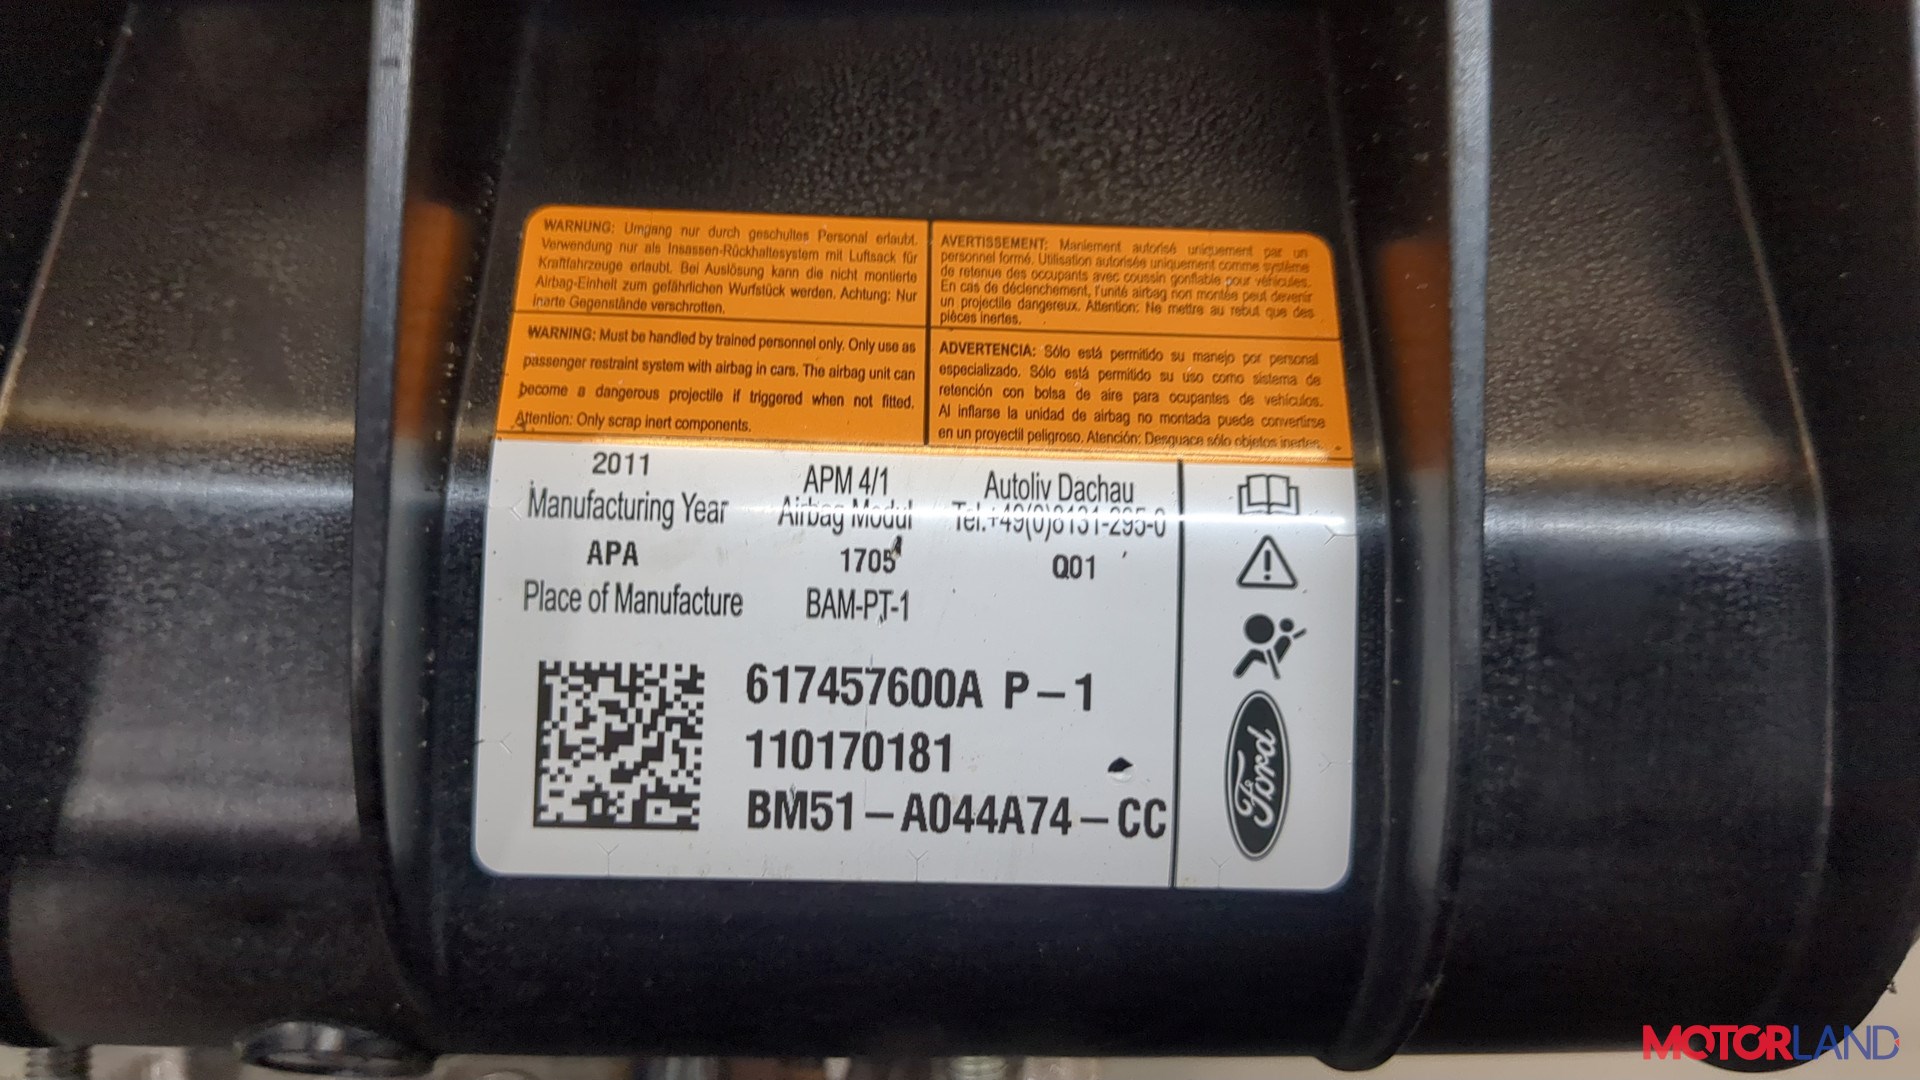 WARNUNG: Umgang nur durch geschultes Personal erlaubt.
Verwendung nur als Insassen-Rückhaltesystem mit Luftsack für
Kraftfahrzeuge erlaubt. Bei Auslösung kann die nicht montierte
Airbag-Einheit zum gefährlichen Wurfstück werden. Achtung: Nur
inerte Gegenstände verschrotten.
AVERTISSEMENT: Maniement autorisé uniquement par un
personnel formé. Utilisation autorisée uniquement comme système
de retenue des occupants avec coussin gonflable pour véhicules.
En cas de déclenchement, l'unité airbag non montée peut devenir
un projectile dangereux. Attention: Ne mettre au rebut que des
pièces inertes.
WARNING: Must be handled by trained personnel only. Only use as
passenger restraint system with airbag in cars. The airbag unit can
become a dangerous projectile if triggered when not fitted.
Attention: Only scrap inert components.
ADVERTENCIA: Sólo está permitido su manejo por personal
especializado. Sólo está permitido su uso como sistema de
retención con bolsa de aire para ocupantes de vehículos.
Al inflarse la unidad de airbag no montada puede convertirse
en un proyectil peligroso. Atención: Desguace sólo objetos inertes.
2011
Manufacturing Year
APA
Place of Manufacture
APM 4/1
Airbag Modul
1705
BAM-PT-1
Autoliv Dachau
Tel.+49(0)8131-295-0
Q01
617457600A P-1
110170181
BM51-A044A74-CC
Ford
MOTORLAND